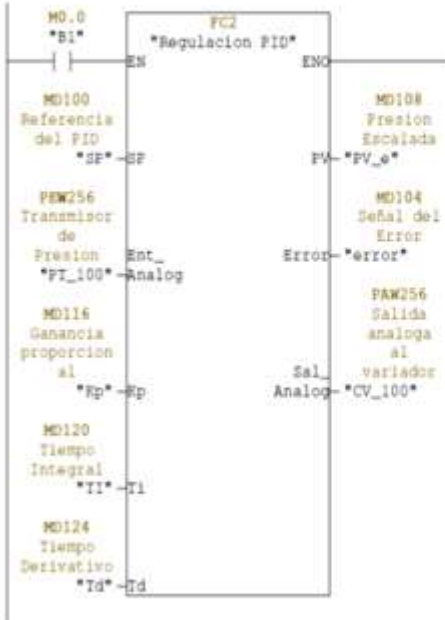 M0.0
"B1"
FC2
"Regulacion PID"
EN
ENO
MD100
Referencia
del PID
"SP"
SP
MD108
Presion
Escalada
PV
"PV_e"
PEW256
Transmisor
de
Presion
"PT_100"
Ent_
Analog
MD104
Señal del
Error
Error
"error"
MD116
Ganancia
proporcion
al
"Kp"
Kp
PAW256
Salida
analoga
al
variador
Sal_
Analog
"CV_100"
MD120
Tiempo
Integral
"TI"
Ti
MD124
Tiempo
Derivativo
"Td"
Td